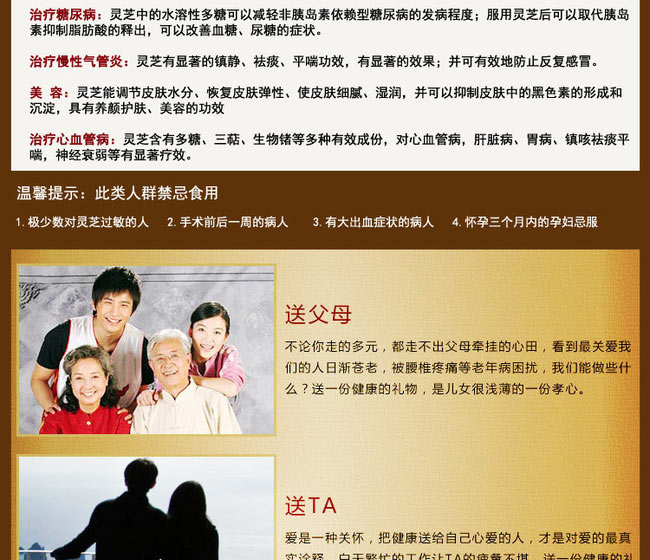 治疗糖尿病：灵芝中的水溶性多糖可以减轻非胰岛素依赖型糖尿病的发病程度；服用灵芝后可以取代胰岛
素抑制脂肪酸的释出，可以改善血糖、尿糖的症状。
治疗慢性气管炎：灵芝有显著的镇静、祛痰、平喘功效，有显著的效果；并可有效地防止反复感冒。
美 容：灵芝能调节皮肤水分、恢复皮肤弹性、使皮肤细腻、湿润，并可以抑制皮肤中的黑色素的形成和
沉淀，具有养颜护肤、美容的功效
治疗心血管病：灵芝含有多糖、三萜、生物锗等多种有效成份，对心血管病，肝脏病、胃病、镇咳祛痰平
喘，神经衰弱等有显著疗效。
温馨提示：此类人群禁忌食用
1.极少数对灵芝过敏的人 2.手术前后一周的病人 3.有大出血症状的病人 4.怀孕三个月内的孕妇忌服
送父母
不论你走的多元，都走不出父母牵挂的心田，看到最关爱我
们的人日渐苍老，被腰椎疼痛等老年病困扰，我们能做些什
么？送一份健康的礼物，是儿女很浅薄的一份孝心。
送TA
爱是一种关怀，把健康送给自己心爱的人，才是对爱的最真
实诠释。白天繁忙的工作让TA的疲惫不堪，送一份健康的礼